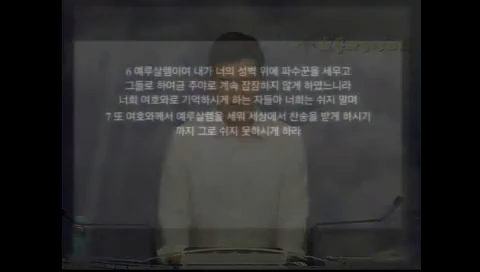 6 예루살렘이여 내가 너의 성벽 위에 파수꾼을 세우고
그들로 하여금 주야로 계속 잠잠하지 않게 하였느니라
너희 여호와로 기억하시게 하는 자들아 너희는 쉬지 말며
7 또 여호와께서 예루살렘을 세워 세상에서 찬송을 받게 하시기
까지 그로 쉬지 못하시게 하라